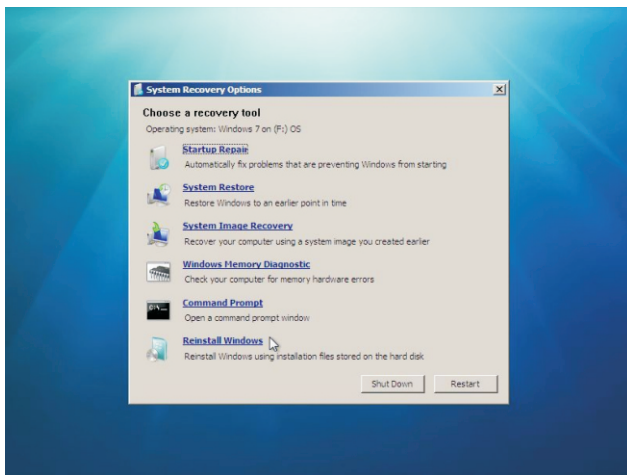 System Recovery Options
Choose a recovery tool
Operating system: Windows 7 on (F:) OS
Startup Repair
Automatically fix problems that are preventing Windows from starting
System Restore
Restore Windows to an earlier point in time
System Image Recovery
Recover your computer using a system image you created earlier
Windows Memory Diagnostic
Check your computer for memory hardware errors
C:\_
Command Prompt
Open a command prompt window
Reinstall Windows
Reinstall Windows using installation files stored on the hard disk
Shut Down Restart